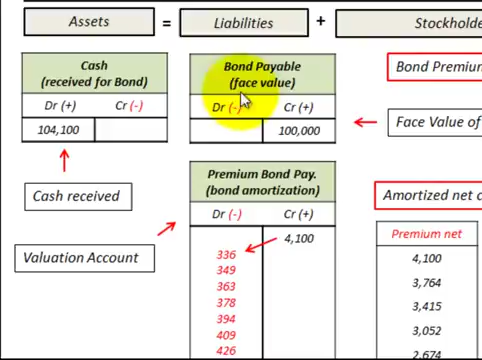 Assets = Liabilities + Stockholde
Cash
(received for Bond)
Dr (+) Cr (-)
104,100
Bond Payable
(face value)
Dr (-) Cr (+)
100,000
Bond Premium
Face Value of
Cash received
Valuation Account
Premium Bond Pay.
(bond amortization)
Dr (-) Cr (+)
4,100
336
349
363
378
394
409
426
Amortized net c
Premium net
4,100
3,764
3,415
3,052
2,674